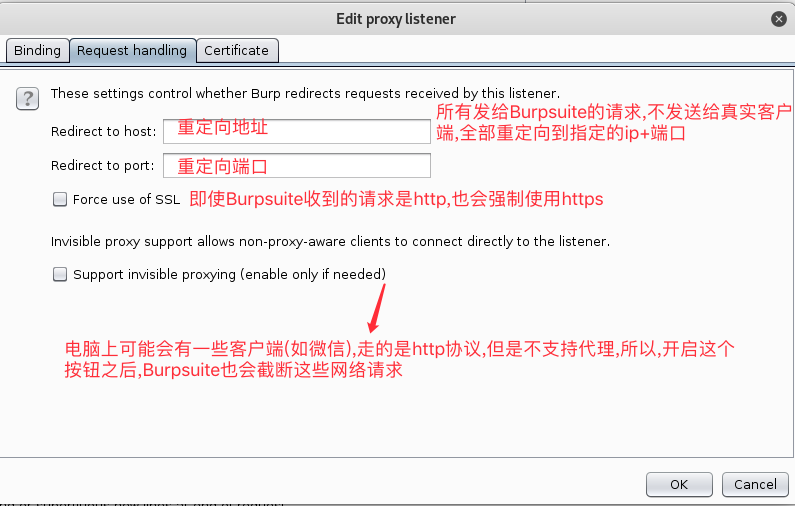 Edit proxy listener
Binding
Request handling
Certificate
These settings control whether Burp redirects requests received by this listener.
Redirect to host:
重定向地址
所有发给Burpsuite的请求,不发送给真实客户
端,全部重定向到指定的ip+端口
Redirect to port:
重定向端口
Force use of SSL
即使Burpsuite收到的请求是http,也会强制使用https
Invisible proxy support allows non-proxy-aware clients to connect directly to the listener.
Support invisible proxying (enable only if needed)
电脑上可能会有一些客户端(如微信),走的是http协议,但是不支持代理,所以,开启这个
按钮之后,Burpsuite也会截断这些网络请求
OK
Cancel